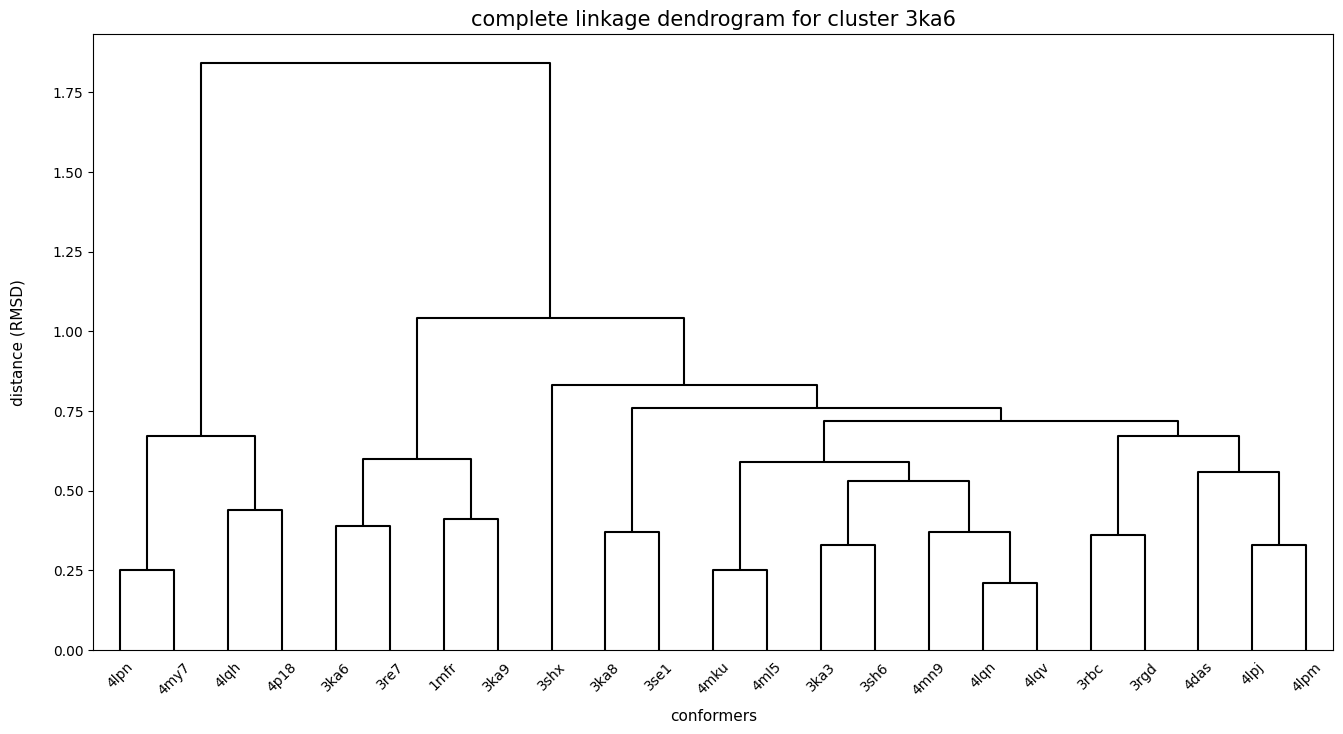 complete linkage dendrogram for cluster 3ka6
distance (RMSD)
1.75
1.50
1.25
1.00
0.75
0.50
0.25
0.00
4lpn 4my7 4lqh 4p18 3ka6 3re7 1mfr 3ka9 3shx 3ka8 3se1 4mku 4ml5 3ka3 3sh6 4mn9 4lqn 4lqv 3rbc 3rgd 4das 4lpj 4lpm
conformers